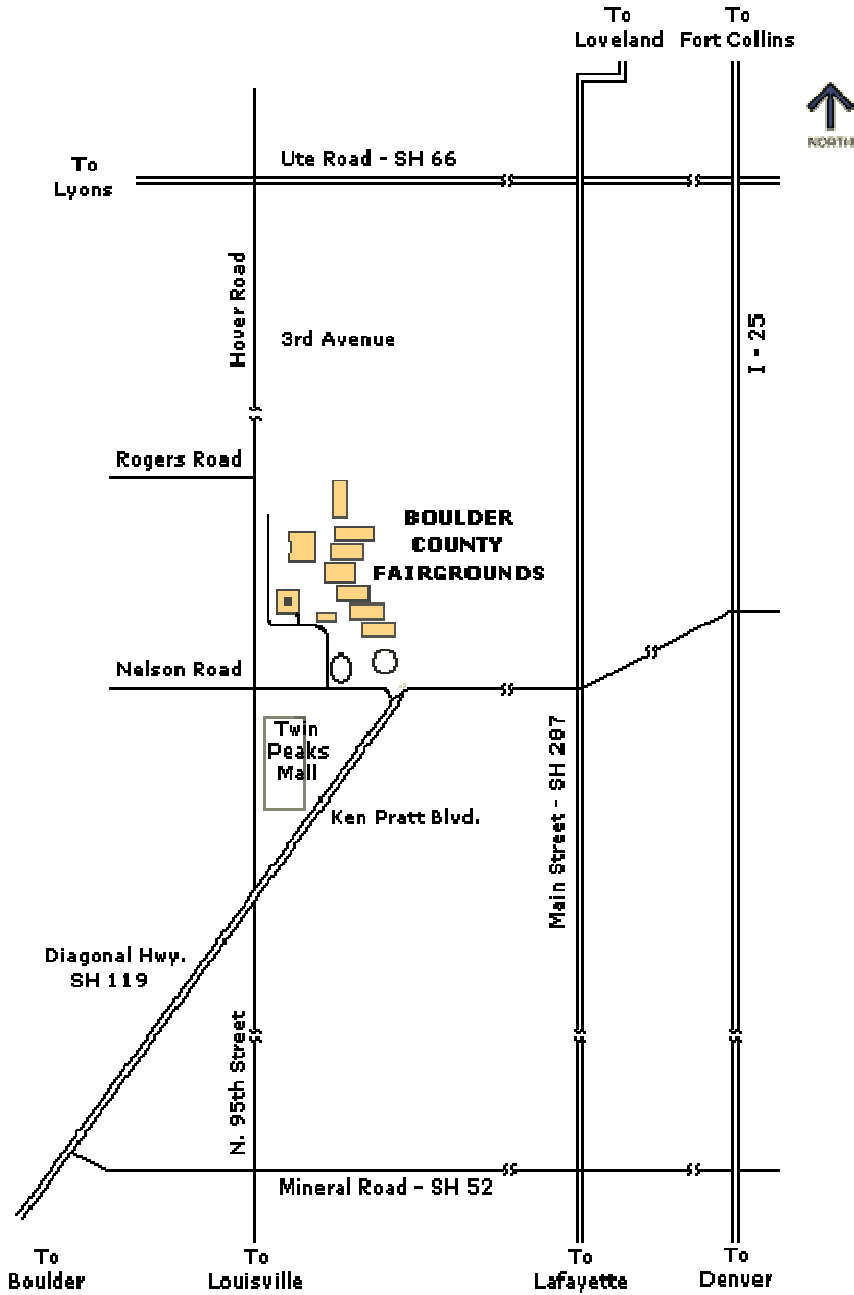 To
Loveland
To
Fort Collins
NORTH
Ute Road - SH 66
To
Lyons
Hover Road
3rd Avenue
I - 25
Rogers Road
BOULDER
COUNTY
FAIRGROUNDS
Nelson Road
Twin
Peaks
Mall
Ken Pratt Blvd.
Main Street - SH 287
Diagonal Hwy.
SH 119
N. 95th Street
Mineral Road - SH 52
To
Boulder
To
Louisville
To
Lafayette
To
Denver